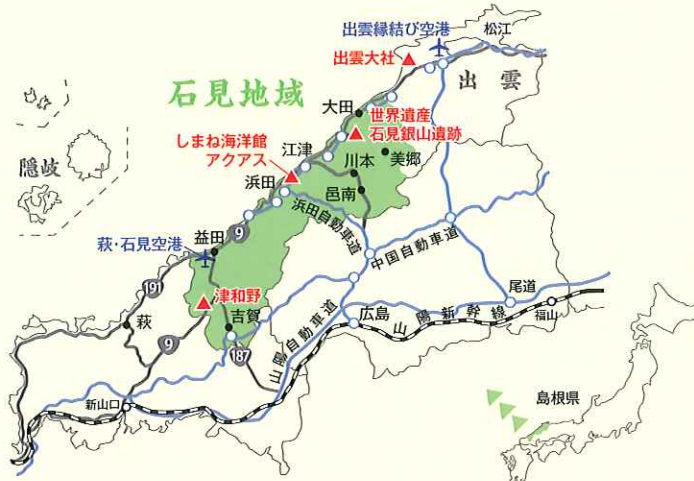 出雲縁結び空港
松江
出雲大社
出雲
石見地域
大田
世界遺産
石見銀山遺跡
しまね海洋館
アクアス
江津
川本
美郷
隠岐
浜田
邑南
浜田自動車道
9
益田
萩・石見空港
中国自動車道
191
津和野
尾道
萩
吉賀
山陽自動車道
広島
山陽新幹線
福山
9
187
島根県
新山口